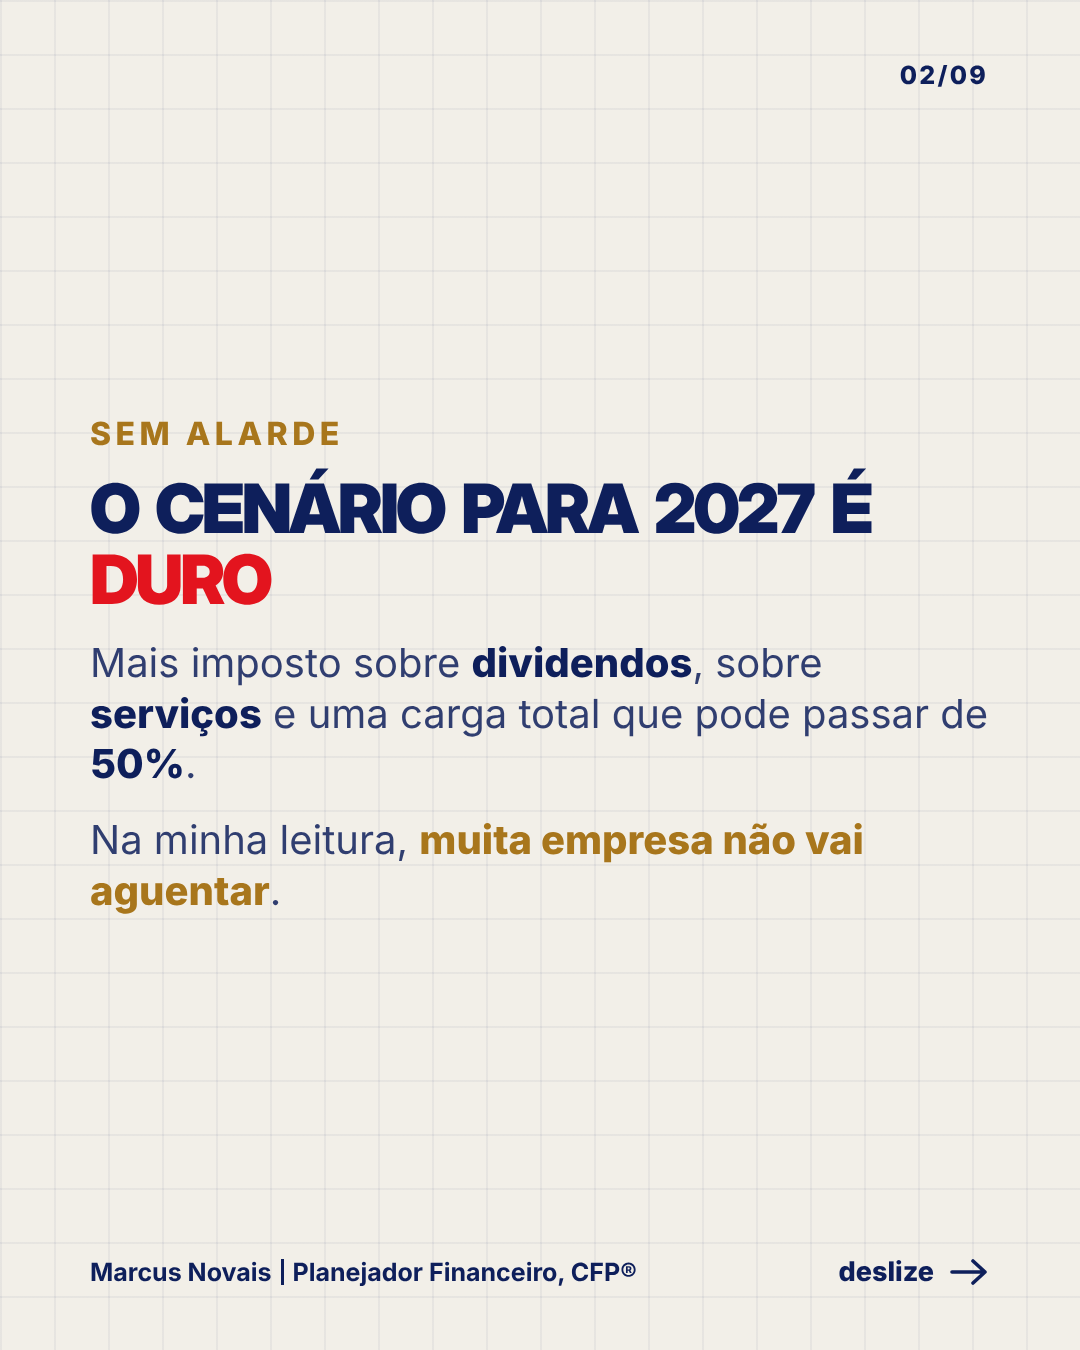 02/09
SEM ALARDE
O CENÁRIO PARA 2027 É
DURO
Mais imposto sobre dividendos, sobre
serviços e uma carga total que pode passar de
50%.
Na minha leitura, muita empresa não vai
aguentar.
Marcus Novais | Planejador Financeiro, CFP®
deslize →